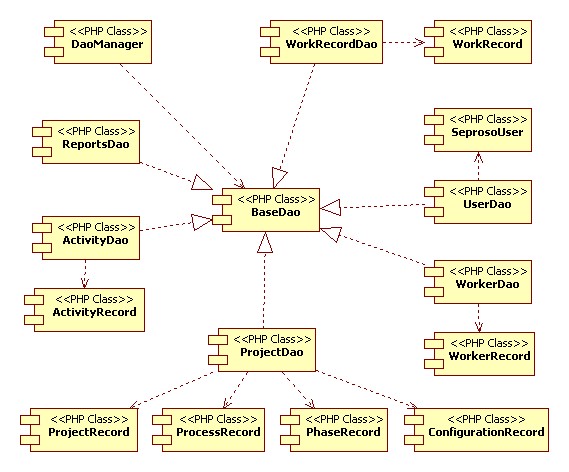 <<PHP Class>>
DaoManager
<<PHP Class>>
WorkRecordDao
<<PHP Class>>
WorkRecord
<<PHP Class>>
ReportsDao
<<PHP Class>>
SeprosoUser
<<PHP Class>>
BaseDao
<<PHP Class>>
UserDao
<<PHP Class>>
ActivityDao
<<PHP Class>>
WorkerDao
<<PHP Class>>
ActivityRecord
<<PHP Class>>
ProjectDao
<<PHP Class>>
WorkerRecord
<<PHP Class>>
ProjectRecord
<<PHP Class>>
ProcessRecord
<<PHP Class>>
PhaseRecord
<<PHP Class>>
ConfigurationRecord